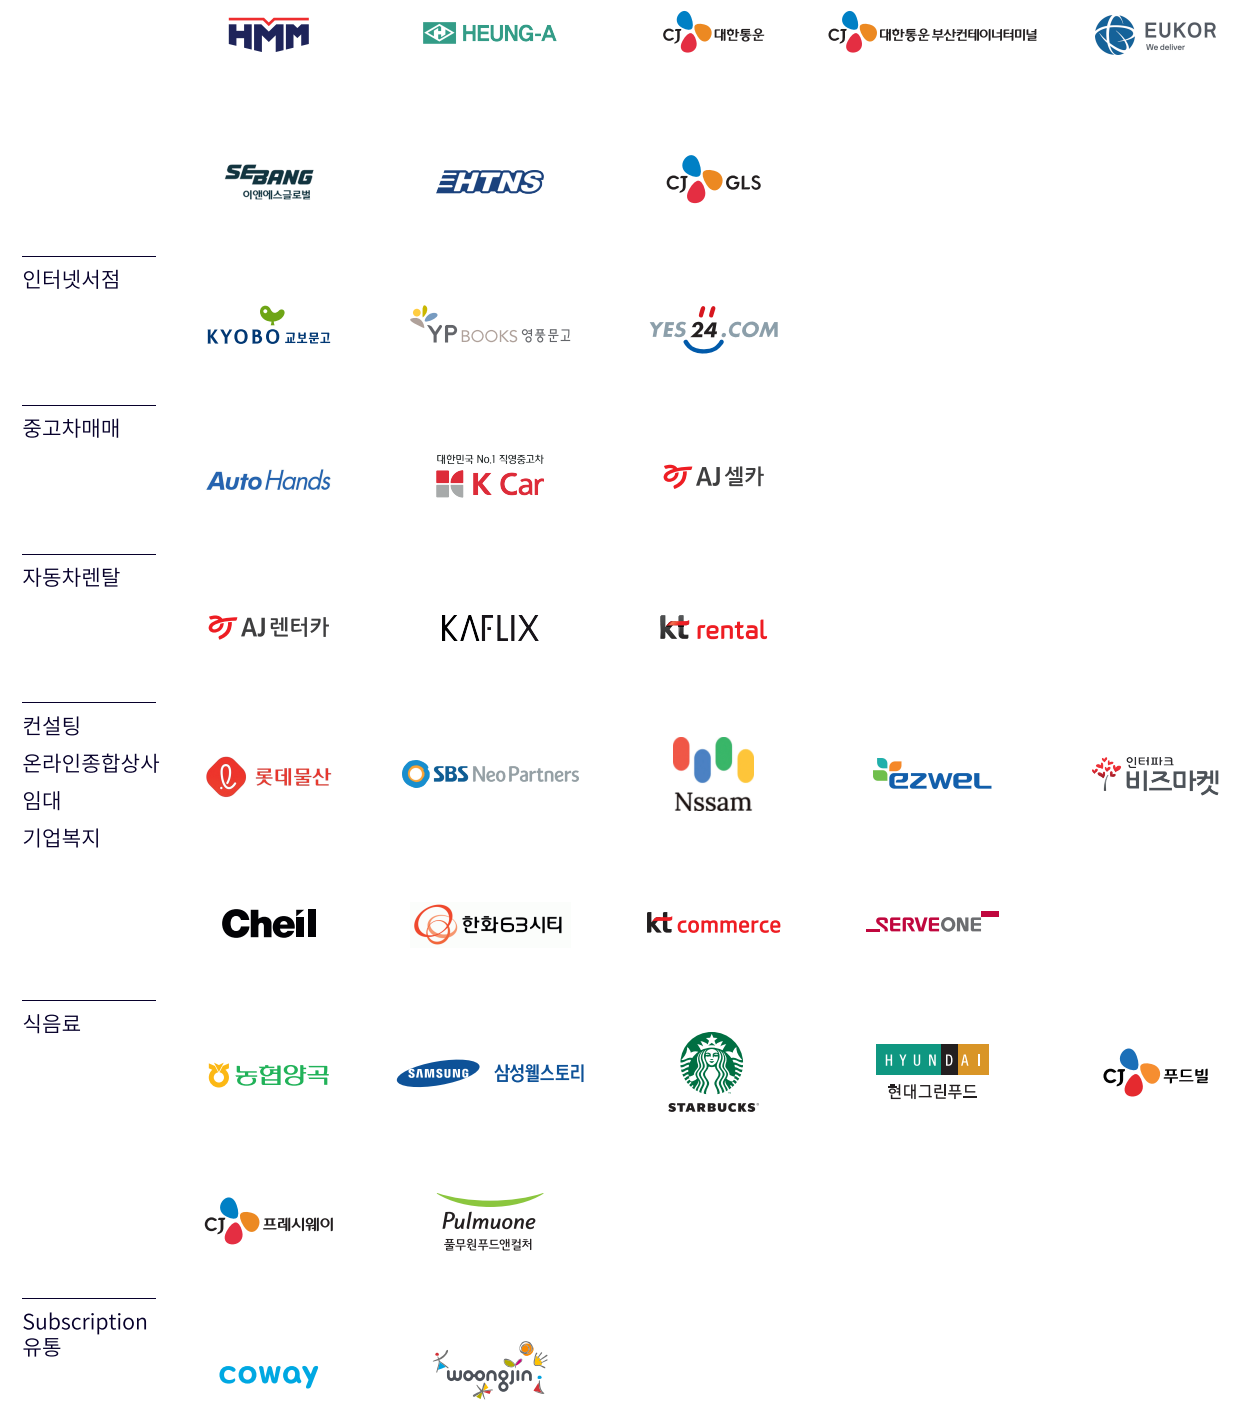 HMM
HEUNG-A
CJ 대한통운
CJ 대한통운 부산컨테이너터미널
EUKOR
We deliver
SEBANG
이앤에스글로벌
HTNS
CJ GLS
인터넷서점
KYOBO 교보문고
YP BOOKS 영풍문고
YES24.COM
중고차매매
Auto Hands
대한민국 No.1 직영중고차
K Car
AJ 셀카
자동차렌탈
AJ 렌터카
KAFLIX
kt rental
컨설팅
온라인종합상사
임대
기업복지
롯데물산
SBS Neo Partners
Nssam
ezwel
인터파크
비즈마켓
Cheil
한화63시티
kt commerce
SERVEONE
식음료
농협양곡
SAMSUNG 삼성웰스토리
STARBUCKS
HYUNDAI
현대그린푸드
CJ 푸드빌
CJ 프레시웨이
Pulmuone
풀무원푸드앤컬처
Subscription
유통
coway
woongjin